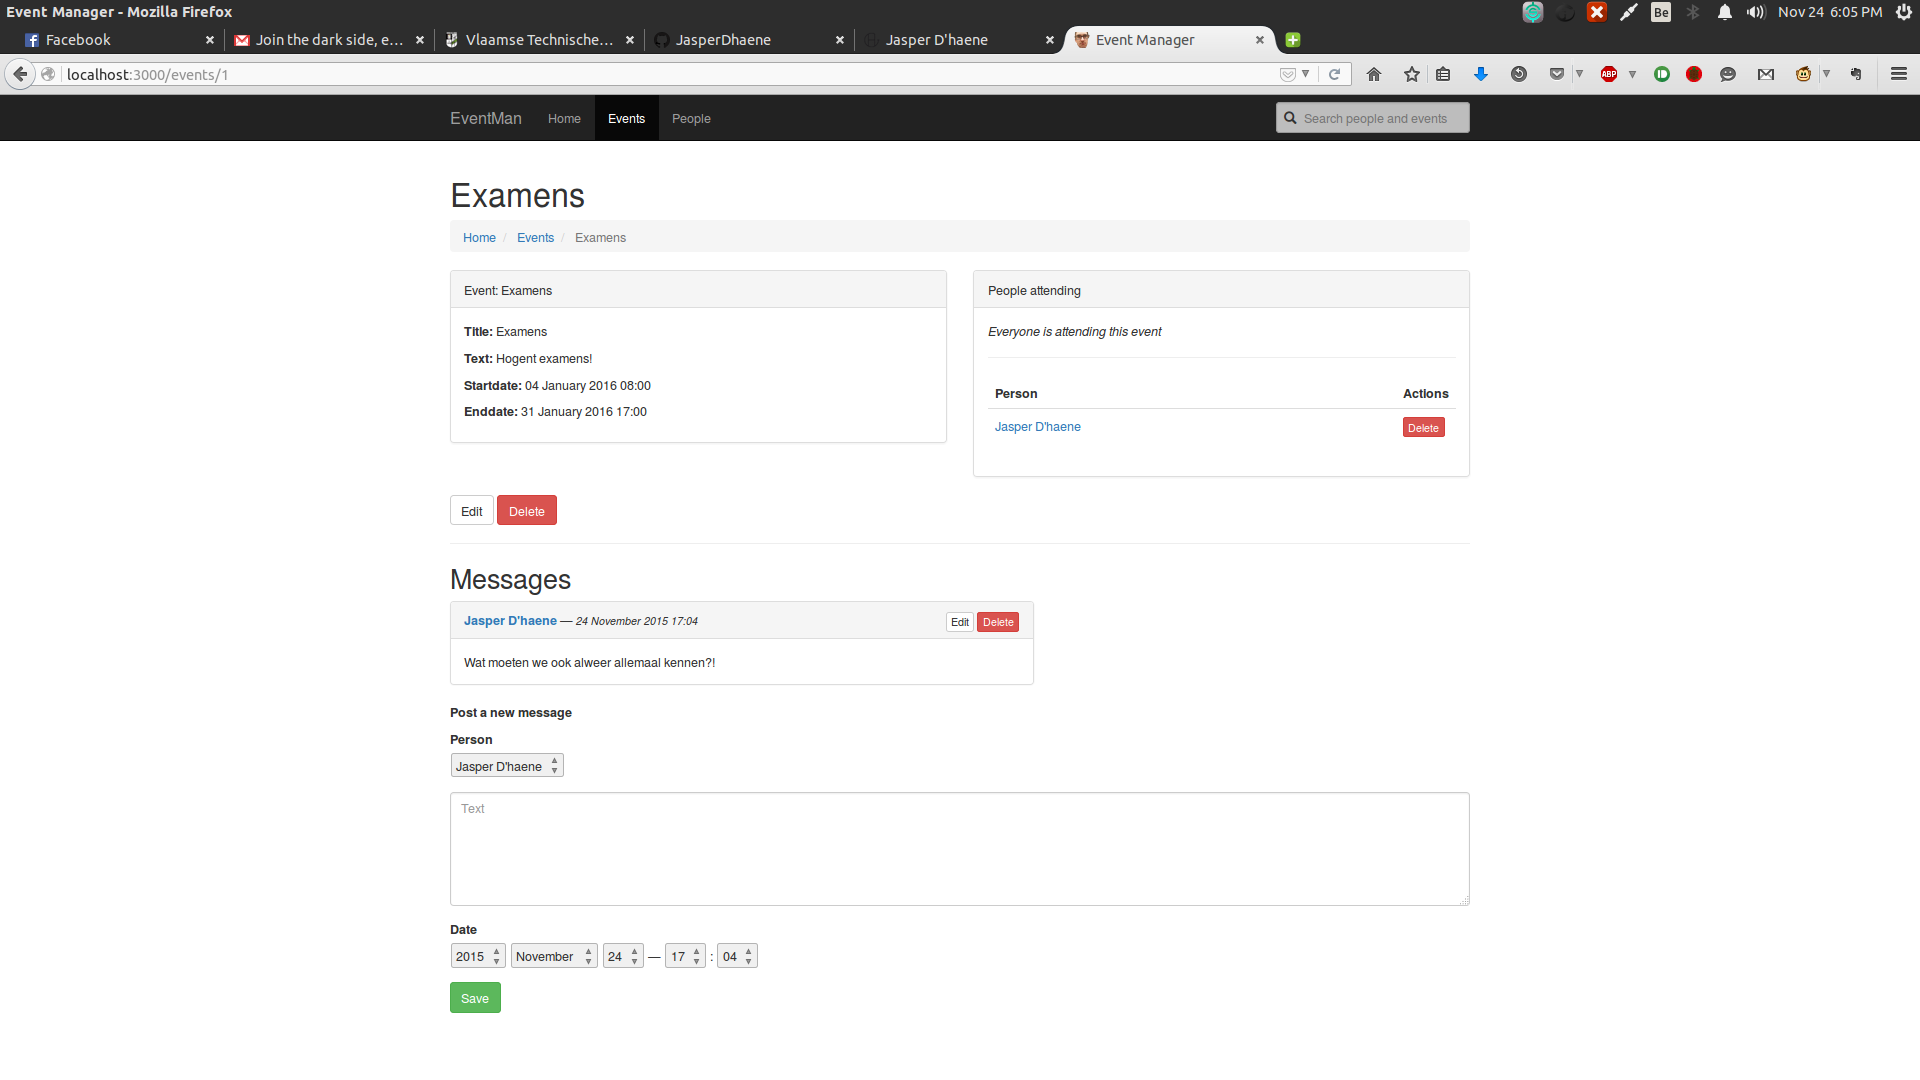 Event Manager - Mozilla Firefox
Be
Nov 24 6:05 PM
Facebook
Join the dark side, e...
Vlaamse Technische...
JasperDhaene
Jasper D'haene
Event Manager
localhost:3000/events/1
ABP
EventMan
Home
Events
People
Search people and events
Examens
Home / Events / Examens
Event: Examens
Title: Examens
Text: Hogent examens!
Startdate: 04 January 2016 08:00
Enddate: 31 January 2016 17:00
People attending
Everyone is attending this event
Person Actions
Jasper D'haene Delete
Edit Delete
Messages
Jasper D'haene — 24 November 2015 17:04 Edit Delete
Wat moeten we ook alweer allemaal kennen?!
Post a new message
Person
Jasper D'haene
Text
Date
2015 November 24 — 17 : 04
Save